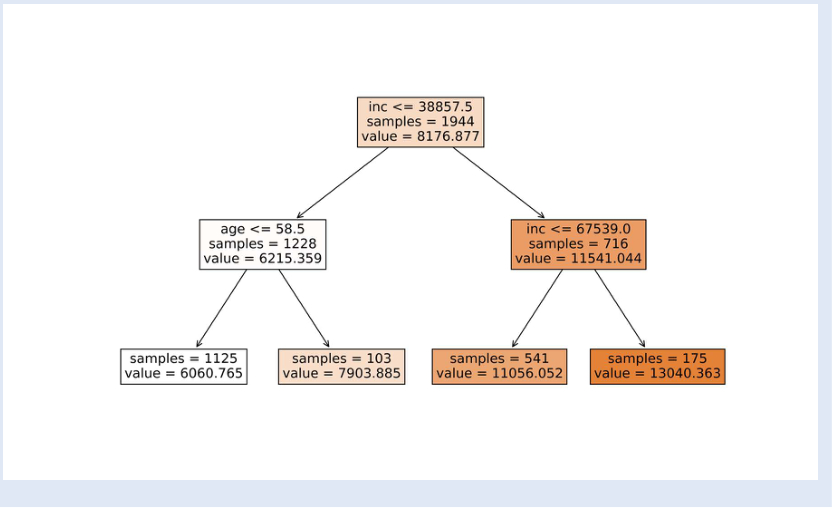 inc <= 38857.5
samples = 1944
value = 8176.877
age <= 58.5
samples = 1228
value = 6215.359
inc <= 67539.0
samples = 716
value = 11541.044
samples = 1125
value = 6060.765
samples = 103
value = 7903.885
samples = 541
value = 11056.052
samples = 175
value = 13040.363